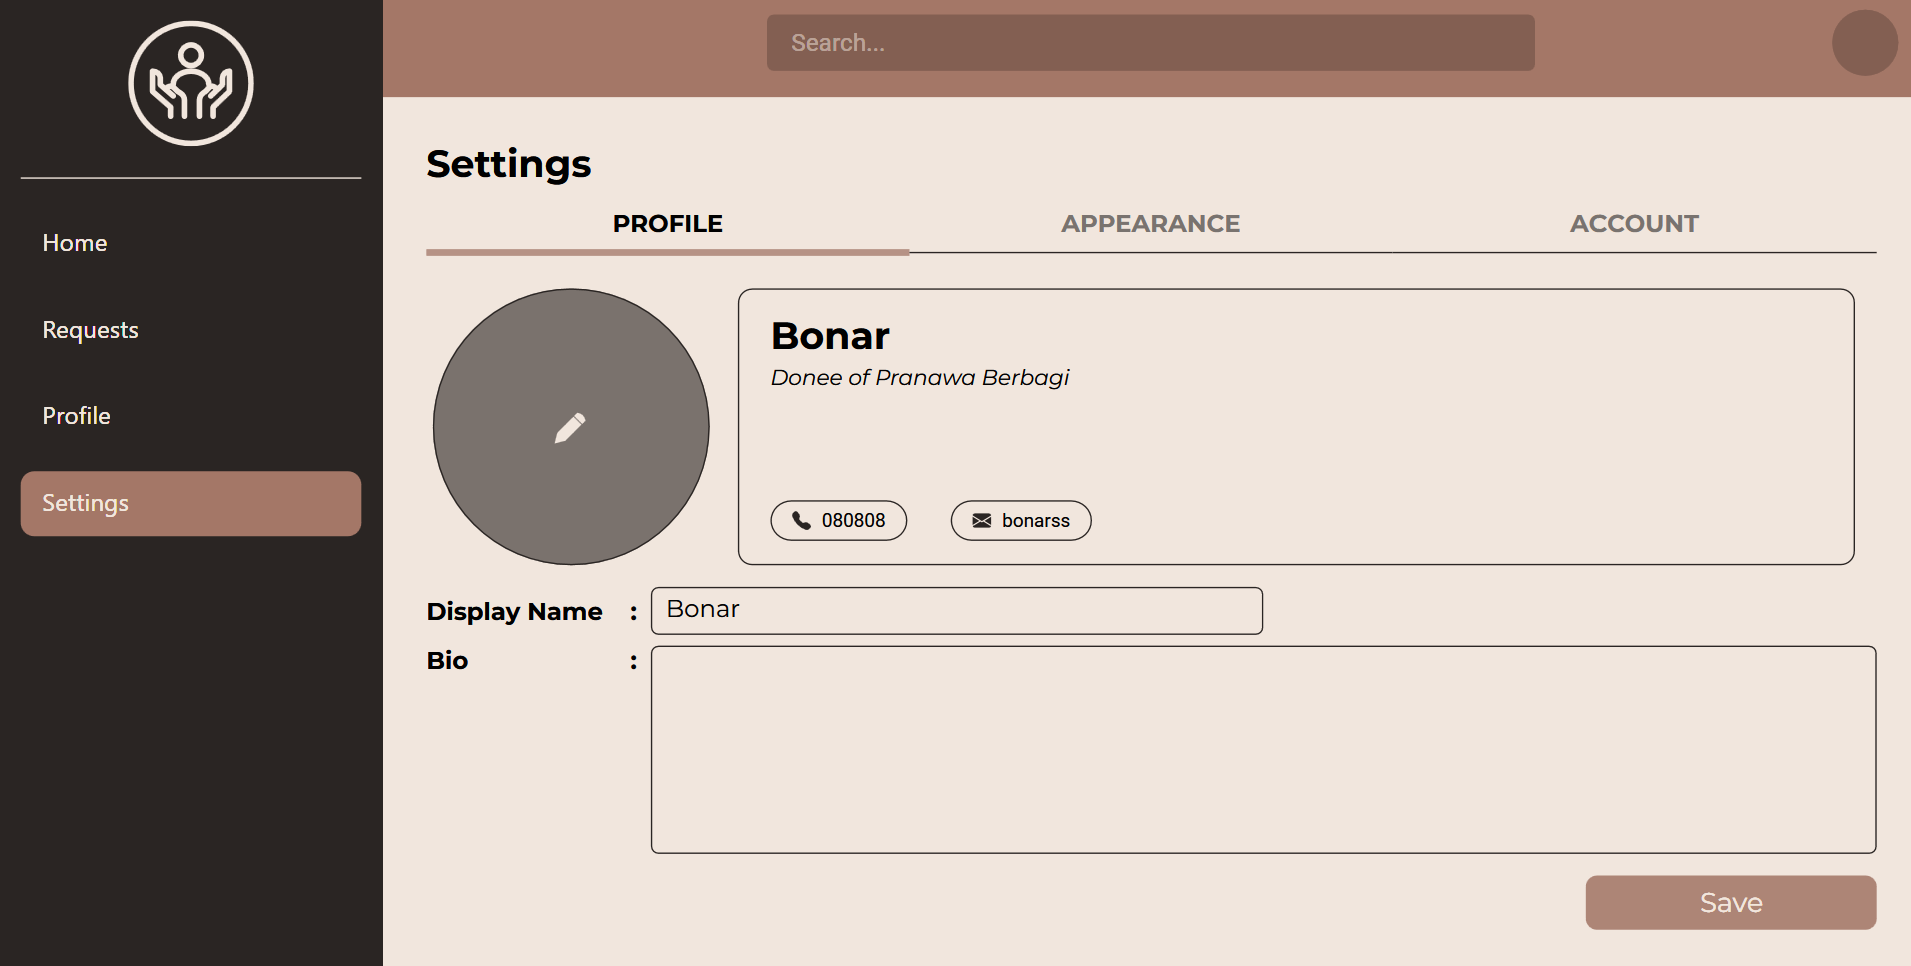 Search...
Home
Requests
Profile
Settings
Settings
PROFILE APPEARANCE ACCOUNT
Bonar
Donee of Pranawa Berbagi
080808 bonarss
Display Name : Bonar
Bio :
Save